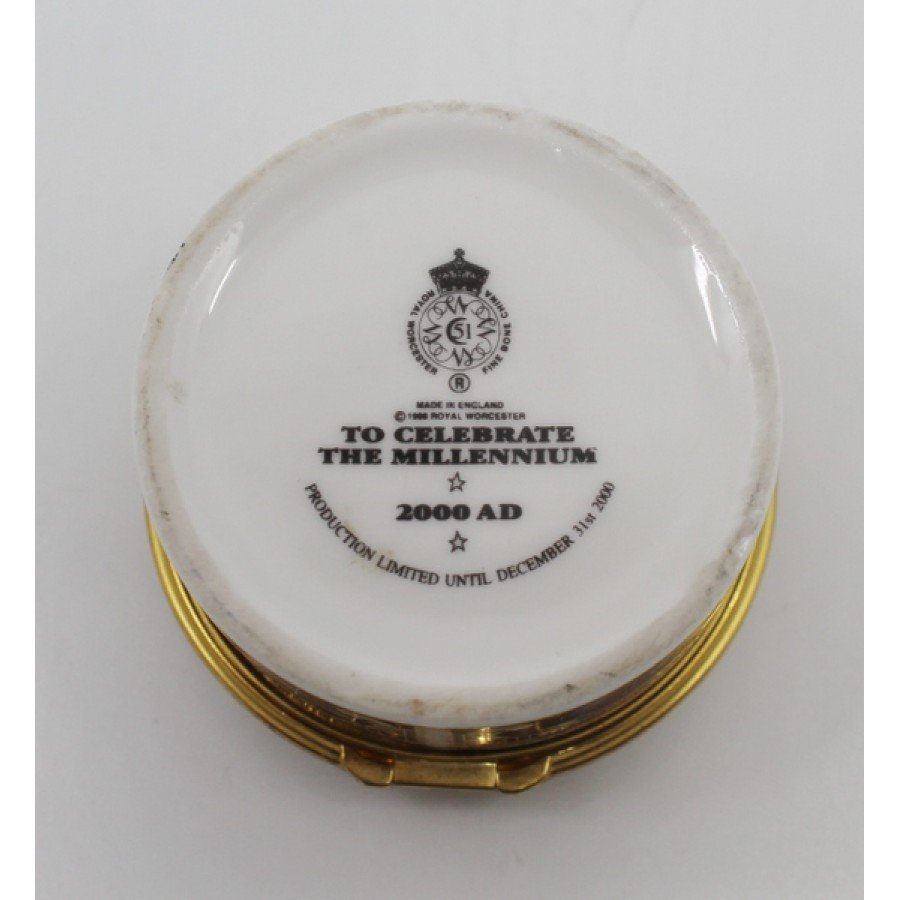 ROYAL WORCESTER
FINE BONE CHINA
51
®
MADE IN ENGLAND
© ROYAL WORCESTER
TO CELEBRATE
THE MILLENNIUM
2000 AD
PRODUCTION LIMITED UNTIL DECEMBER 31st 2000